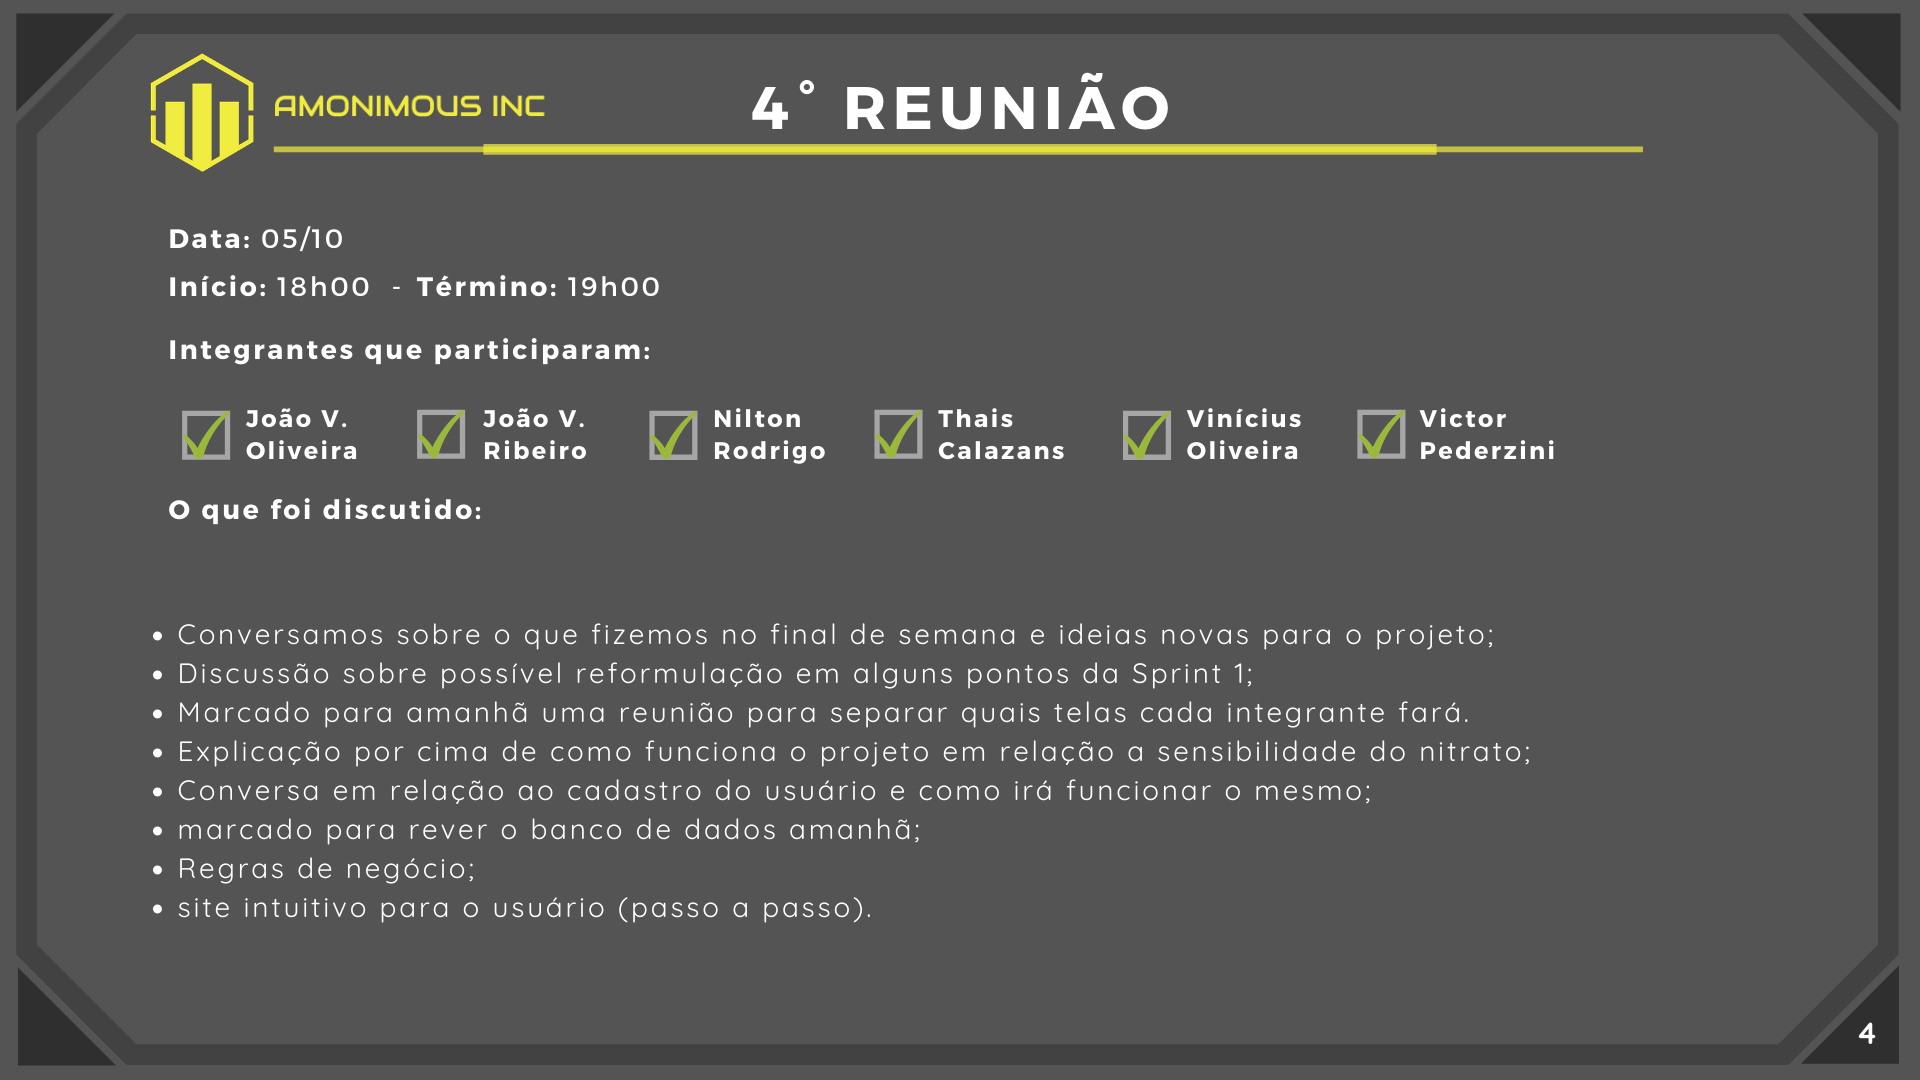 AMONIMOUS INC
4° REUNIÃO
Data: 05/10
Início: 18h00 - Término: 19h00
Integrantes que participaram:
João V. Oliveira
João V. Ribeiro
Nilton Rodrigo
Thais Calazans
Vinícius Oliveira
Victor Pederzini
O que foi discutido:
• Conversamos sobre o que fizemos no final de semana e ideias novas para o projeto;
• Discussão sobre possível reformulação em alguns pontos da Sprint 1;
• Marcado para amanhã uma reunião para separar quais telas cada integrante fará.
• Explicação por cima de como funciona o projeto em relação a sensibilidade do nitrato;
• Conversa em relação ao cadastro do usuário e como irá funcionar o mesmo;
• marcado para rever o banco de dados amanhã;
• Regras de negócio;
• site intuitivo para o usuário (passo a passo).
4